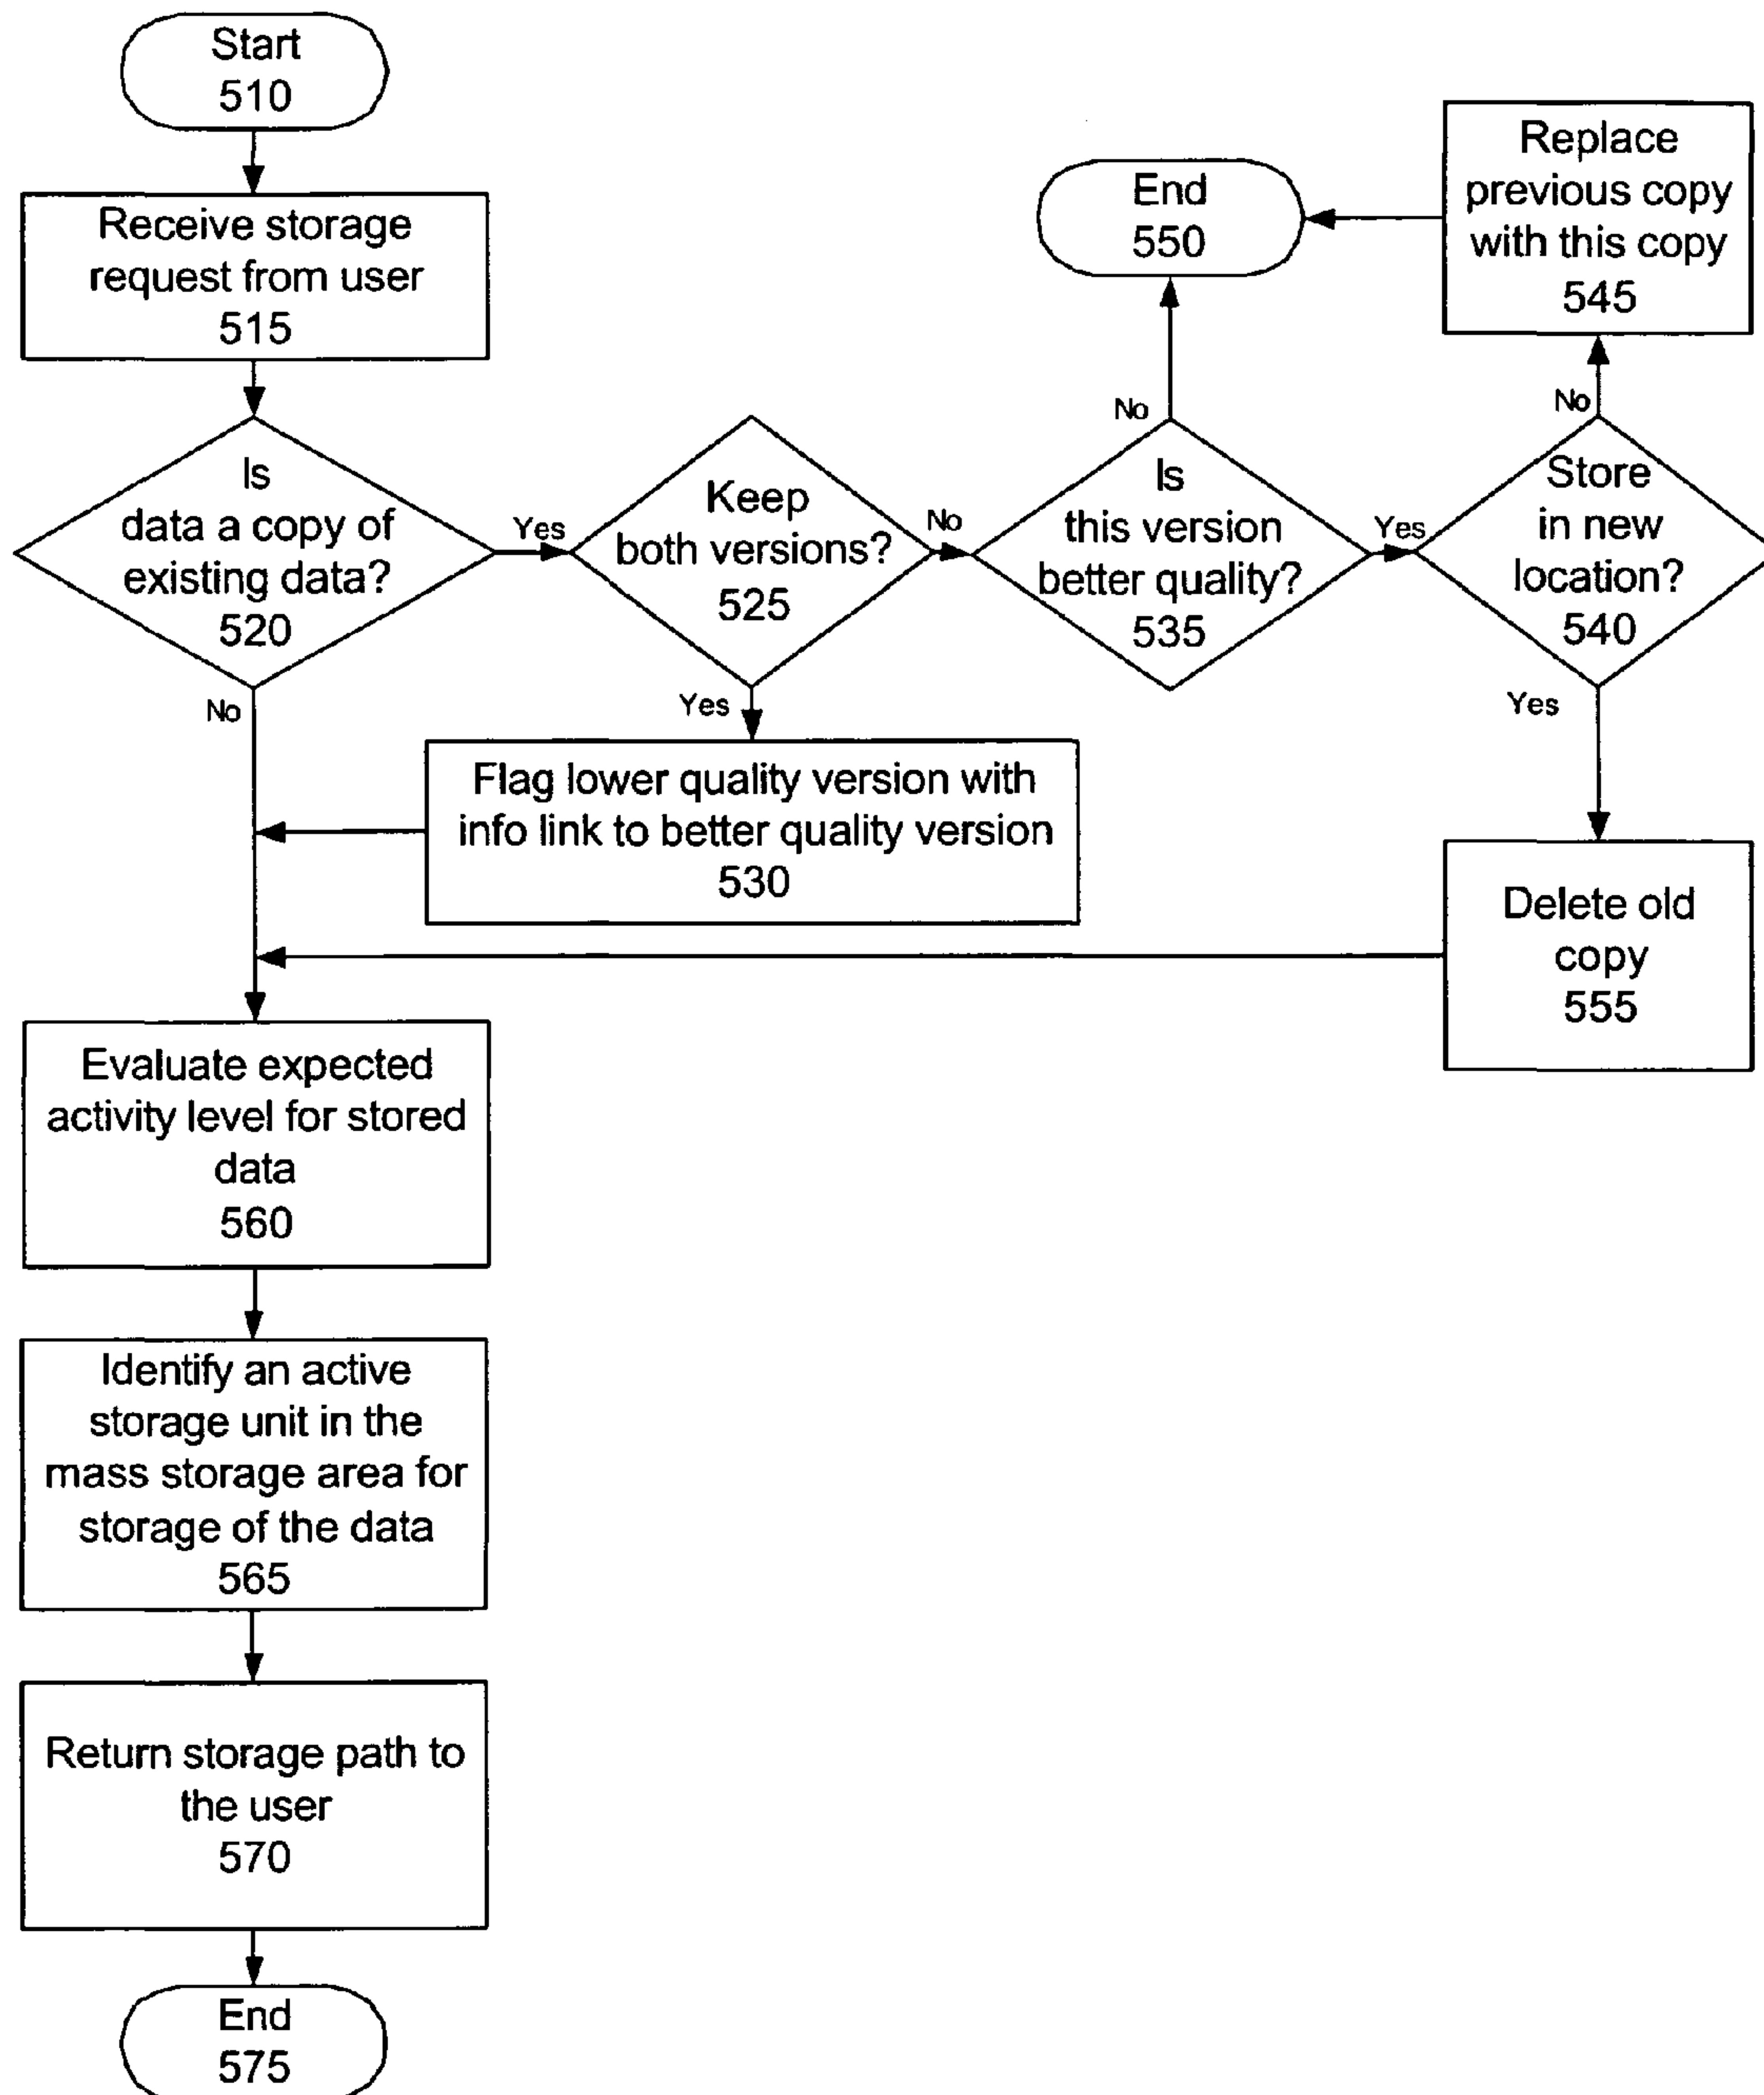 Start
510
Receive storage
request from user
515
Is
data a copy of
existing data?
520
Yes
No
Keep
both versions?
525
No
Yes
Flag lower quality version with
info link to better quality version
530
Is
this version
better quality?
535
No
Yes
End
550
Store
in new
location?
540
No
Yes
Replace
previous copy
with this copy
545
Delete old
copy
555
Evaluate expected
activity level for stored
data
560
Identify an active
storage unit in the
mass storage area for
storage of the data
565
Return storage path to
the user
570
End
575